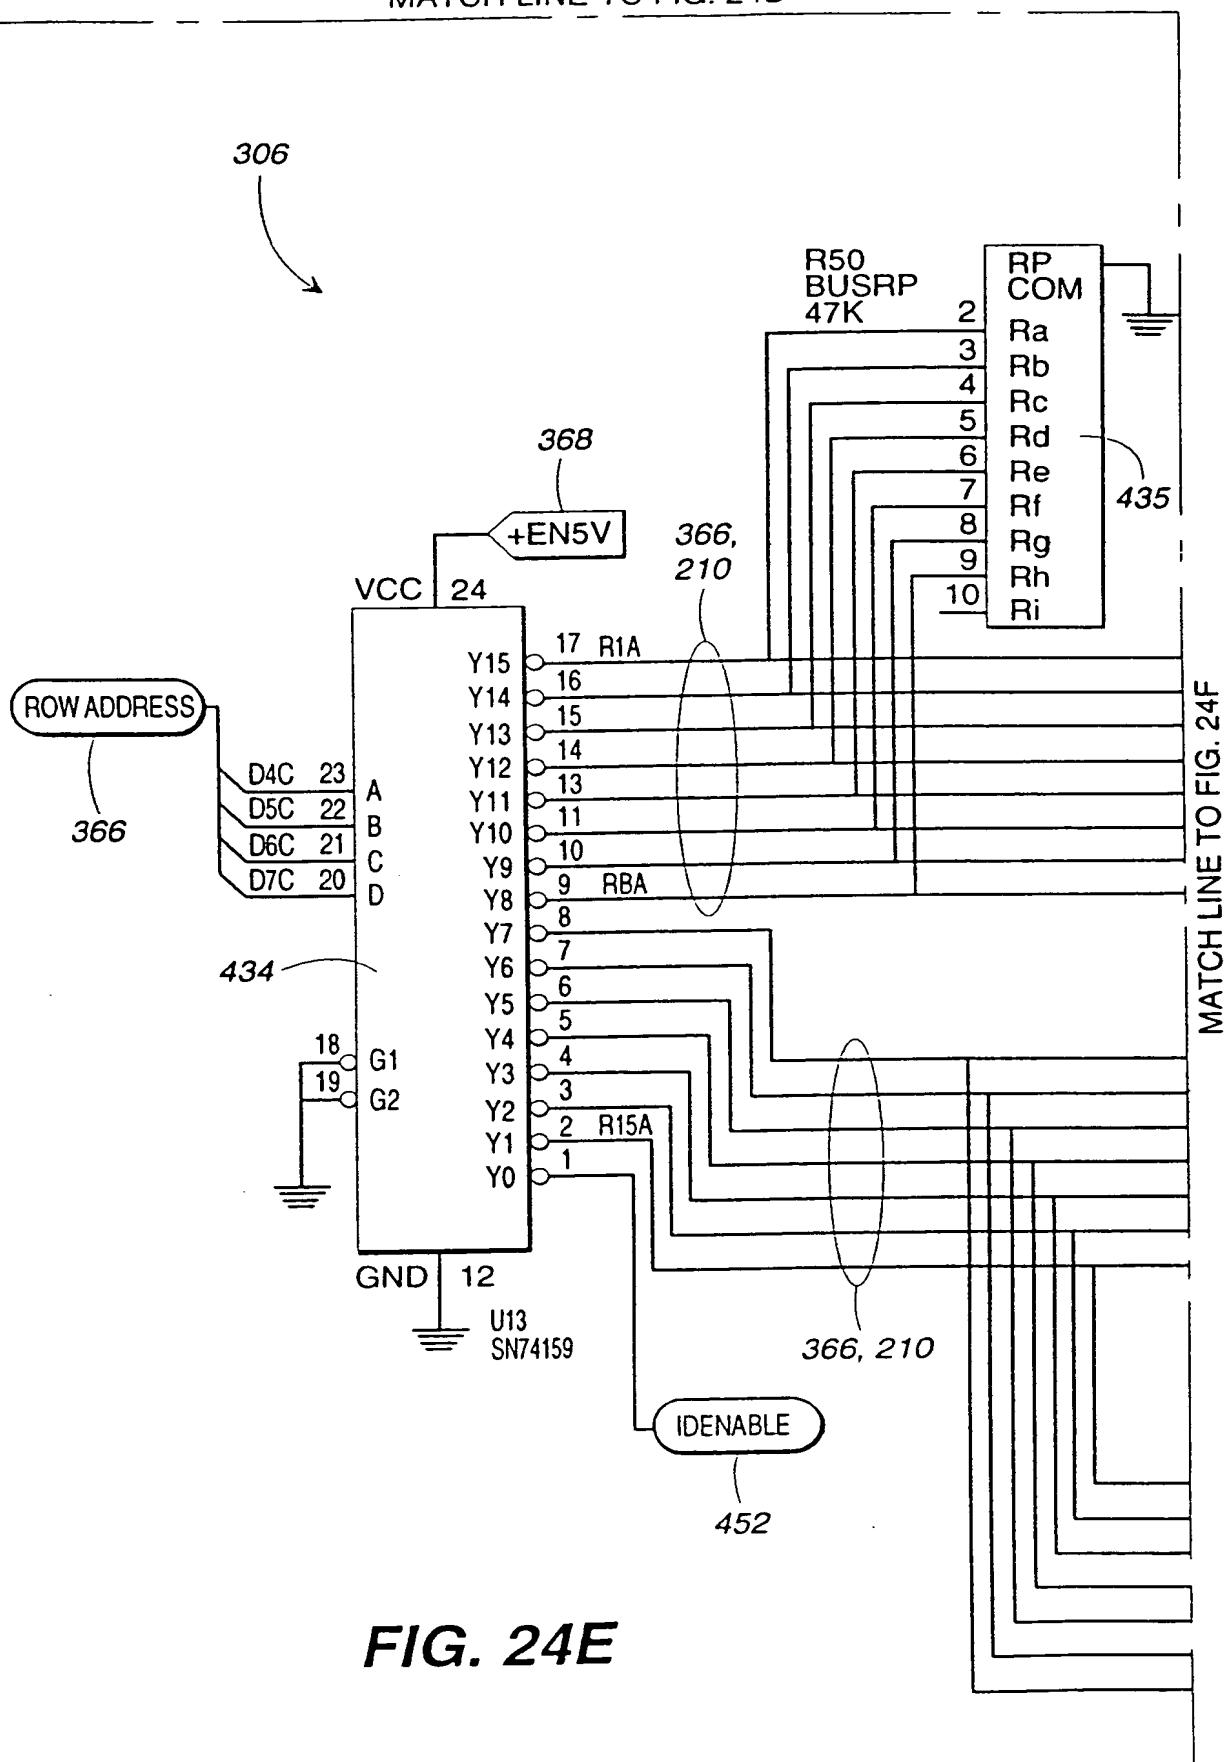 306
R50
BUSRP
47K
RP
COM
2 Ra
3 Rb
4 Rc
5 Rd
6 Re
7 Rf
8 Rg
9 Rh
10 Ri
435
368
+EN5V
366,
210
VCC 24
Y15 17 R1A
Y14 16
Y13 15
Y12 14
Y11 13
Y10 11
Y9 10
Y8 9 RBA
Y7 8
Y6 7
Y5 6
Y4 5
Y3 4
Y2 3
Y1 2 R15A
Y0 1
ROW ADDRESS
366
D4C 23 A
D5C 22 B
D6C 21 C
D7C 20 D
434
18 G1
19 G2
GND 12
U13
SN74159
366, 210
IDENABLE
452
MATCH LINE TO FIG. 24F
FIG. 24E